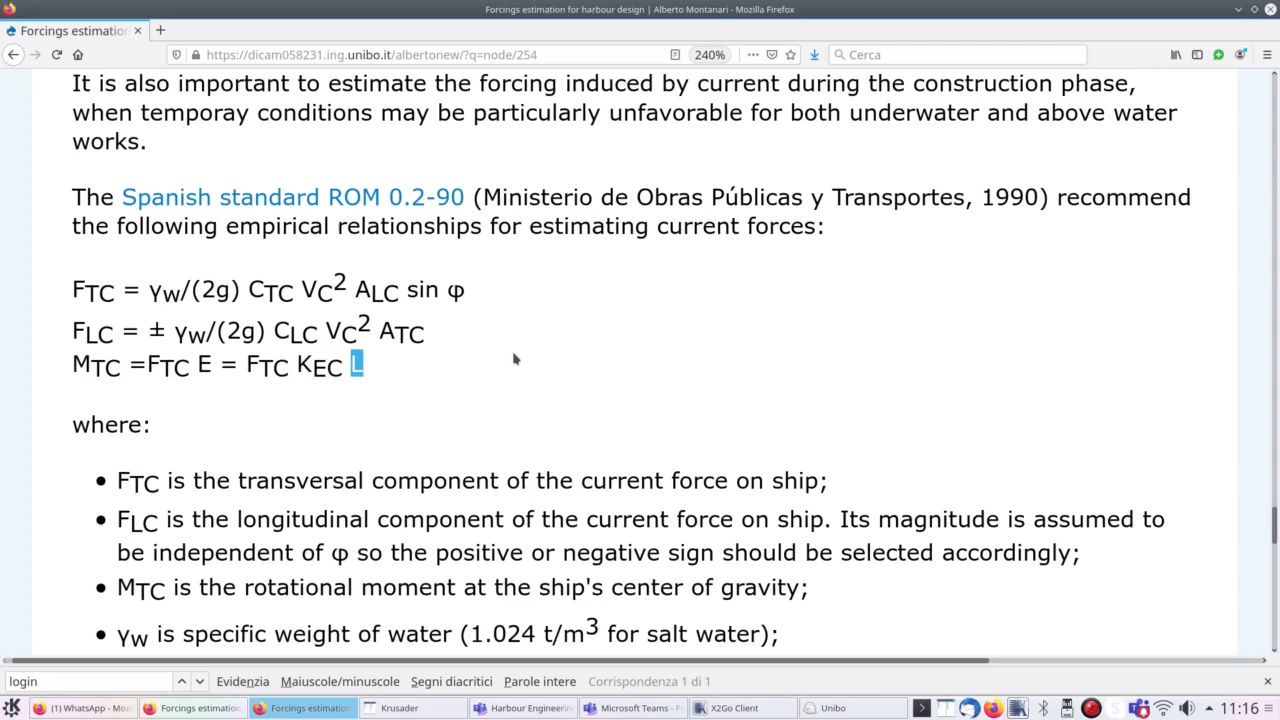 Forcings estimation for harbour design | Alberto Montanari - Mozilla Firefox
Forcings estimation
https://dicam058231.ing.unibo.it/albertonew/?q=node/254
240%
Cerca
It is also important to estimate the forcing induced by current during the construction phase,
when temporay conditions may be particularly unfavorable for both underwater and above water
works.
The Spanish standard ROM 0.2-90 (Ministerio de Obras Públicas y Transportes, 1990) recommend
the following empirical relationships for estimating current forces:
FTC = γw/(2g) CTC VC2 ALC sin φ
FLC = ± γw/(2g) CLC VC2 ATC
MTC =FTC E = FTC KEC L
where:
• FTC is the transversal component of the current force on ship;
• FLC is the longitudinal component of the current force on ship. Its magnitude is assumed to
be independent of φ so the positive or negative sign should be selected accordingly;
• MTC is the rotational moment at the ship's center of gravity;
• γw is specific weight of water (1.024 t/m3 for salt water);
login
Evidenzia
Maiuscole/minuscole
Segni diacritici
Parole intere
Corrispondenza 1 di 1
(1) WhatsApp - Moz
Forcings estimation
Forcings estimation
Krusader
Harbour Engineerin
Microsoft Teams - P
X2Go Client
Unibo
11:16